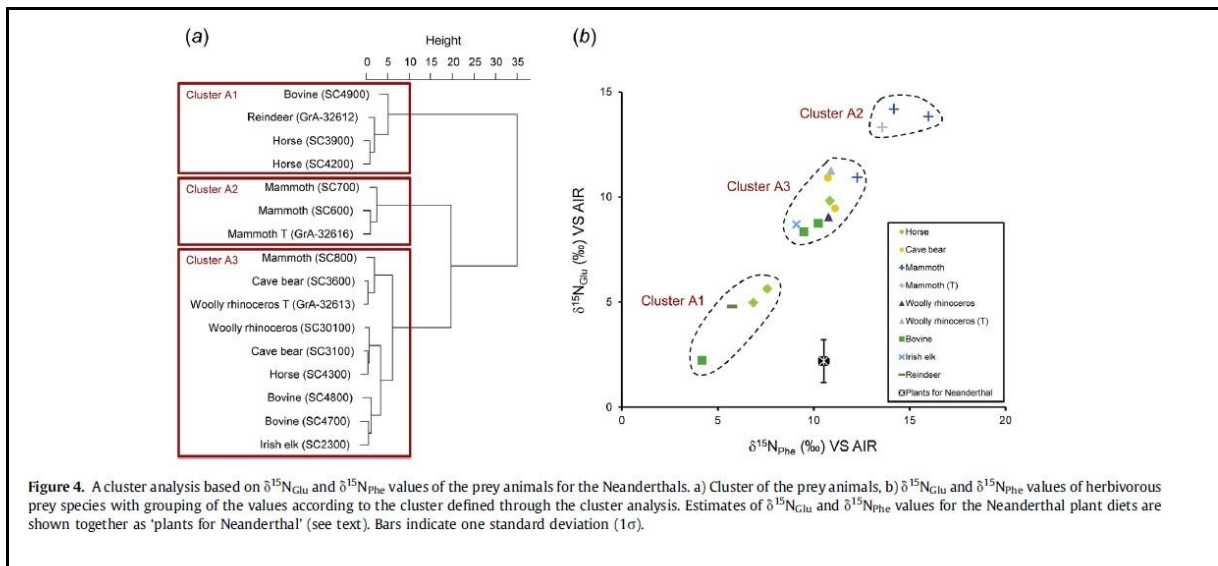 (a)
Height
0 5 10 15 20 25 30 35
Cluster A1
Bovine (SC4900)
Reindeer (GrA-32612)
Horse (SC3900)
Horse (SC4200)
Cluster A2
Mammoth (SC700)
Mammoth (SC600)
Mammoth T (GrA-32616)
Cluster A3
Mammoth (SC800)
Cave bear (SC3600)
Woolly rhinoceros T (GrA-32613)
Woolly rhinoceros (SC30100)
Cave bear (SC3100)
Horse (SC4300)
Bovine (SC4800)
Bovine (SC4700)
Irish elk (SC2300)
(b)
δ15NGlu (‰) VS AIR
15
10
5
0
Cluster A2
Cluster A3
Cluster A1
Horse
Cave bear
Mammoth
Mammoth (T)
Woolly rhinoceros
Woolly rhinoceros (T)
Bovine
Irish elk
Reindeer
Plants for Neanderthal
0 5 10 15 20
δ15NPhe (‰) VS AIR
Figure 4. A cluster analysis based on δ15NGlu and δ15NPhe values of the prey animals for the Neanderthals. a) Cluster of the prey animals, b) δ15NGlu and δ15NPhe values of herbivorous
prey species with grouping of the values according to the cluster defined through the cluster analysis. Estimates of δ15NGlu and δ15NPhe values for the Neanderthal plant diets are
shown together as ‘plants for Neanderthal’ (see text). Bars indicate one standard deviation (1σ).